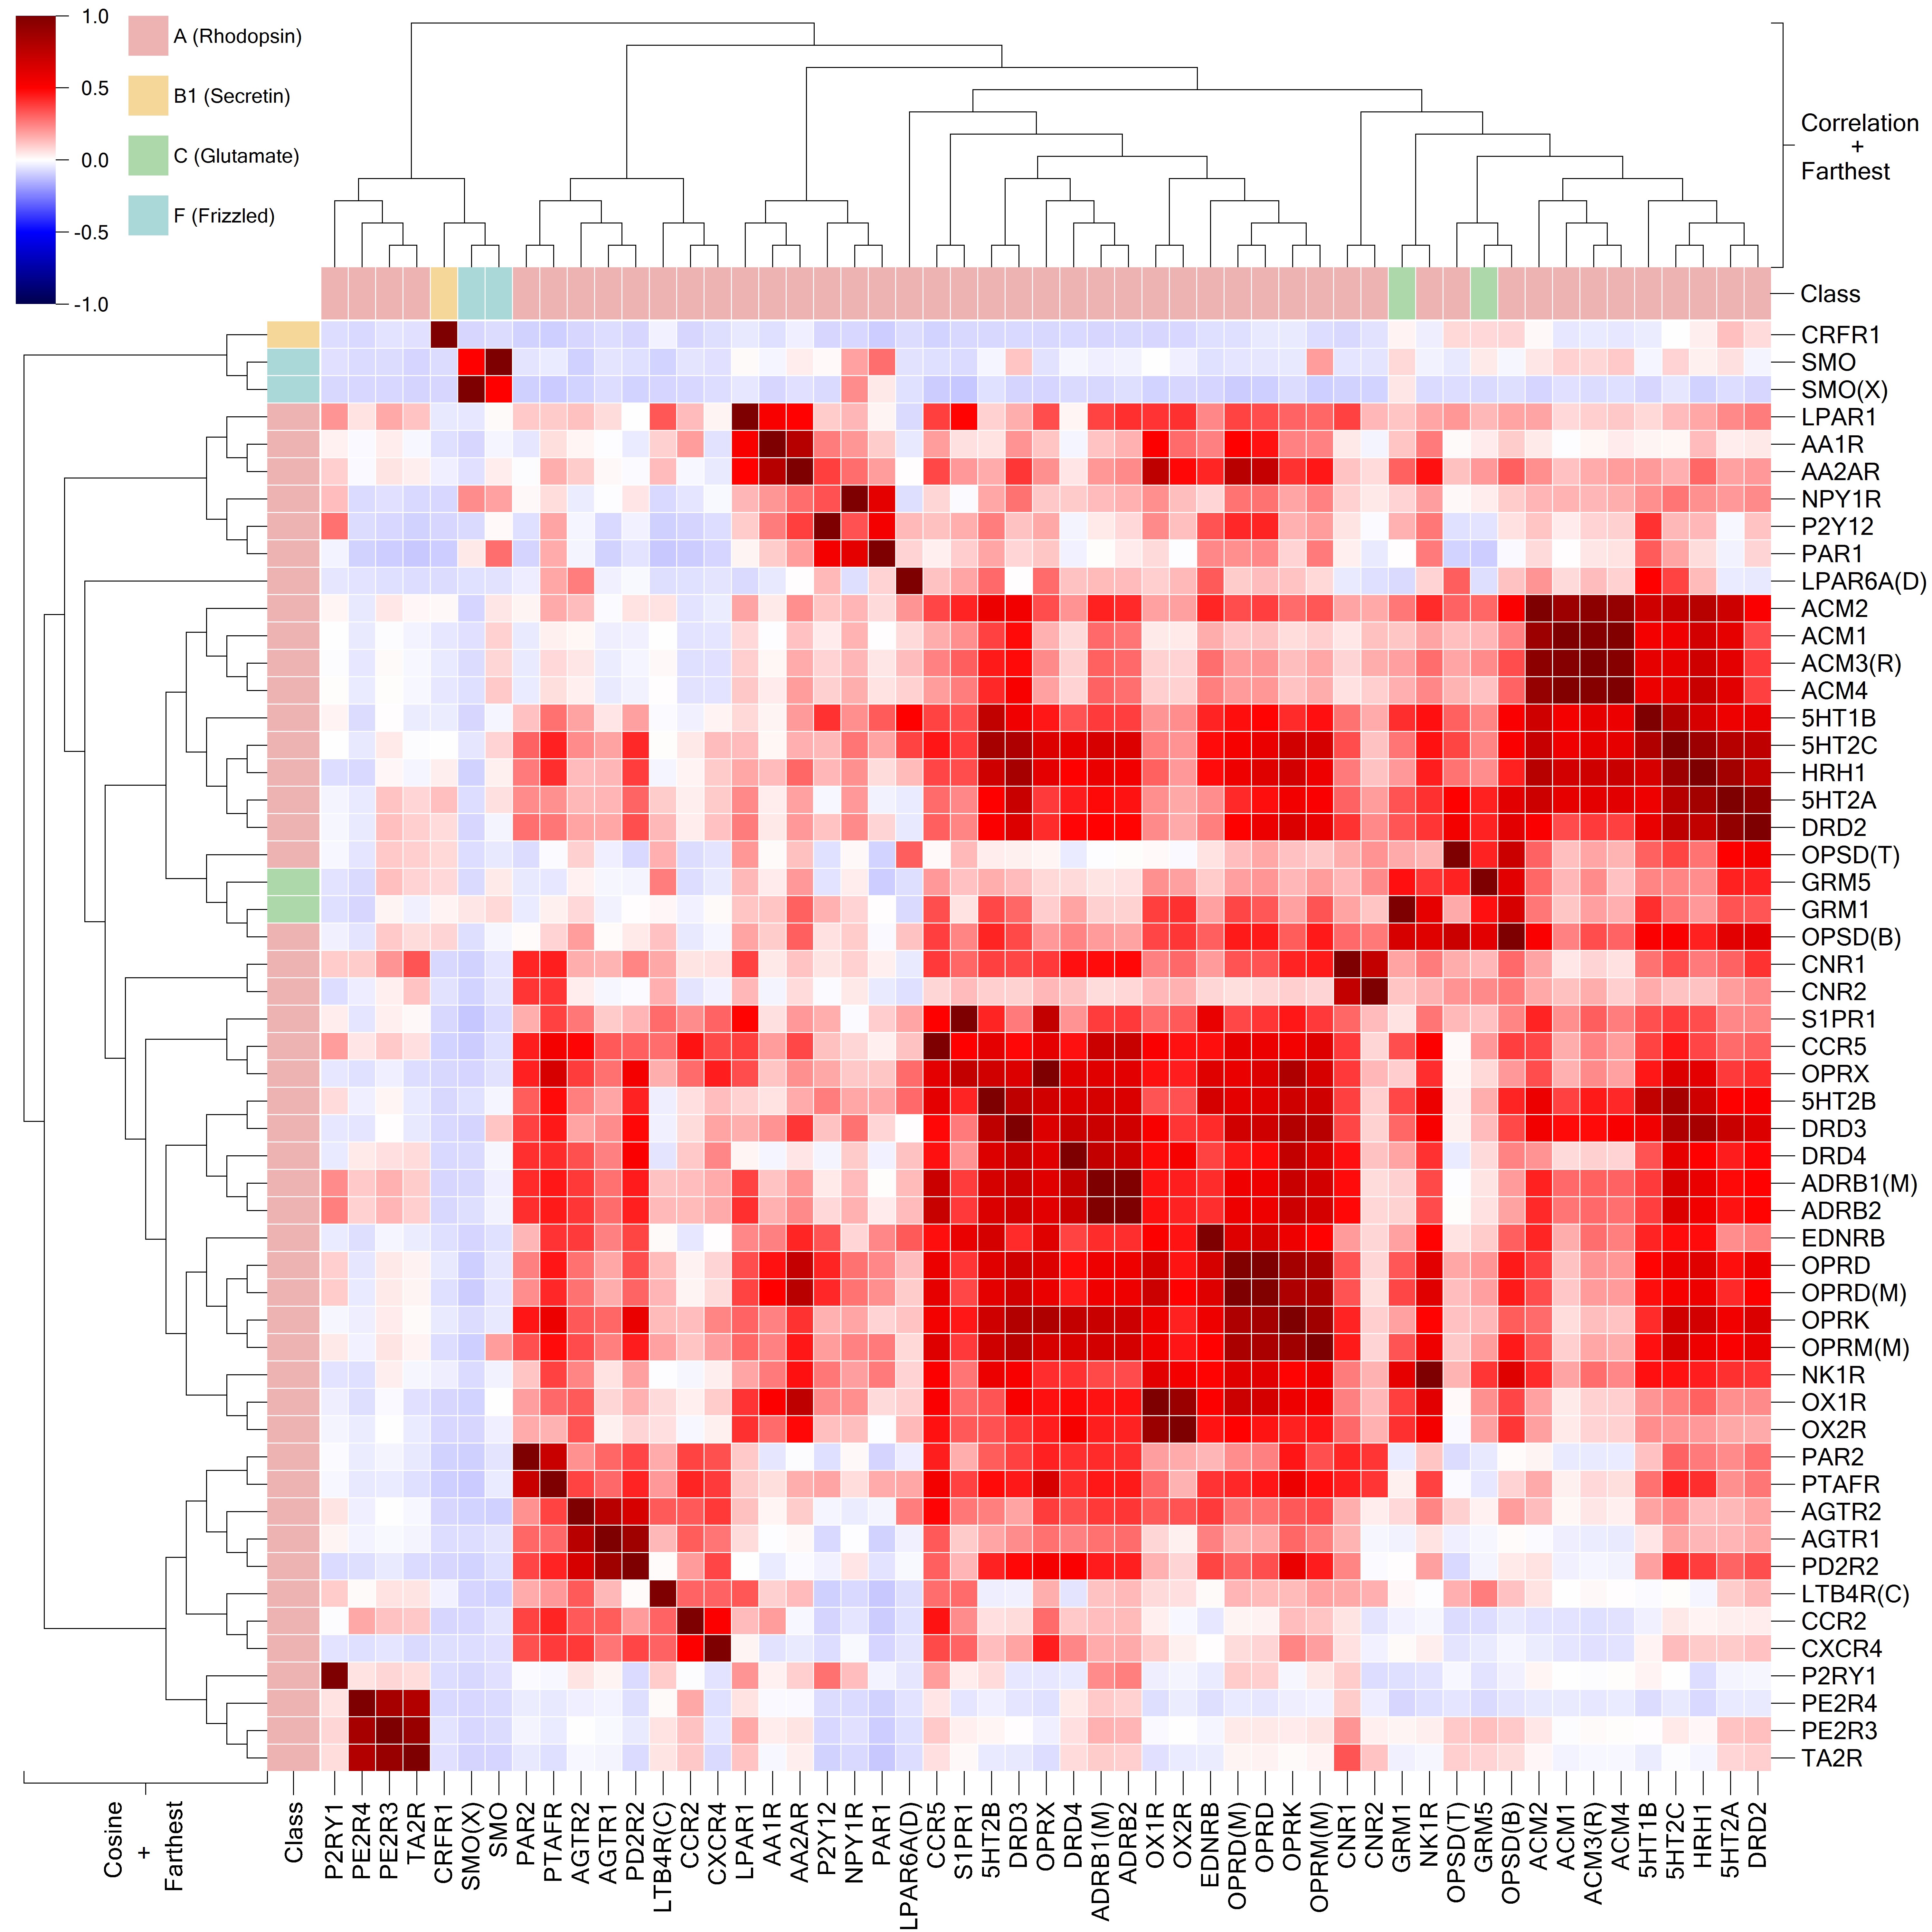 1.0
0.5
0.0
-0.5
-1.0
A (Rhodopsin)
B1 (Secretin)
C (Glutamate)
F (Frizzled)
Correlation
+
Farthest
Class
CRFR1
SMO
SMO(X)
LPAR1
AA1R
AA2AR
NPY1R
P2Y12
PAR1
LPAR6A(D)
ACM2
ACM1
ACM3(R)
ACM4
5HT1B
5HT2C
HRH1
5HT2A
DRD2
OPSD(T)
GRM5
GRM1
OPSD(B)
CNR1
CNR2
S1PR1
CCR5
OPRX
5HT2B
DRD3
DRD4
ADRB1(M)
ADRB2
EDNRB
OPRD
OPRD(M)
OPRK
OPRM(M)
NK1R
OX1R
OX2R
PAR2
PTAFR
AGTR2
AGTR1
PD2R2
LTB4R(C)
CCR2
CXCR4
P2RY1
PE2R4
PE2R3
TA2R
Cosine
+
Farthest
Class
P2RY1
PE2R4
PE2R3
TA2R
CRFR1
SMO(X)
SMO
PAR2
PTAFR
AGTR2
AGTR1
PD2R2
LTB4R(C)
CCR2
CXCR4
LPAR1
AA1R
AA2AR
P2Y12
NPY1R
PAR1
LPAR6A(D)
CCR5
S1PR1
5HT2B
DRD3
OPRX
DRD4
ADRB1(M)
ADRB2
OX1R
OX2R
EDNRB
OPRD(M)
OPRD
OPRK
OPRM(M)
CNR1
CNR2
GRM1
NK1R
OPSD(T)
GRM5
OPSD(B)
ACM2
ACM1
ACM3(R)
ACM4
5HT1B
5HT2C
HRH1
5HT2A
DRD2